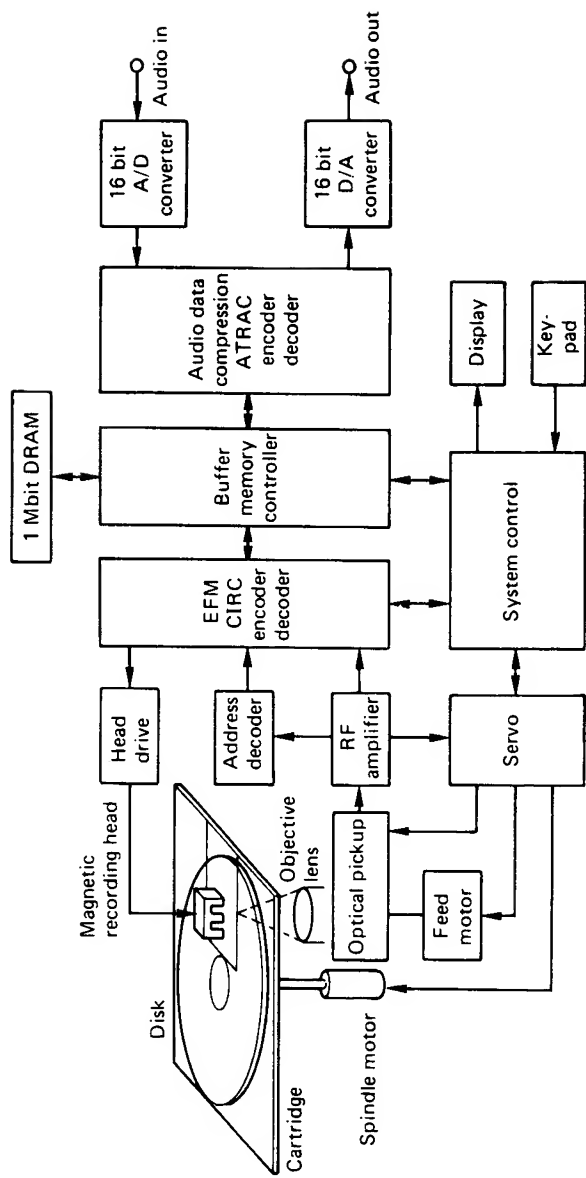 1 Mbit DRAM
Magnetic
recording head
Disk
Cartridge
Spindle motor
Objective
lens
Head
drive
Address
decoder
RF
amplifier
Optical pickup
Feed
motor
Servo
EFM
CIRC
encoder
decoder
Buffer
memory
controller
Audio data
compression
ATRAC
encoder
decoder
16 bit
A/D
converter
Audio in
16 bit
D/A
converter
Audio out
System control
Display
Key-
pad